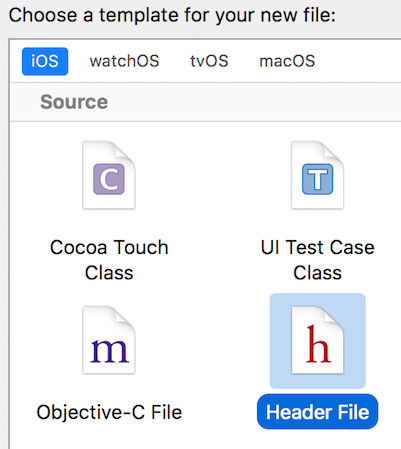 Choose a template for your new file:
iOS watchOS tvOS macOS
Source
C T
Cocoa Touch UI Test Case
Class Class
m h
Objective-C File Header File